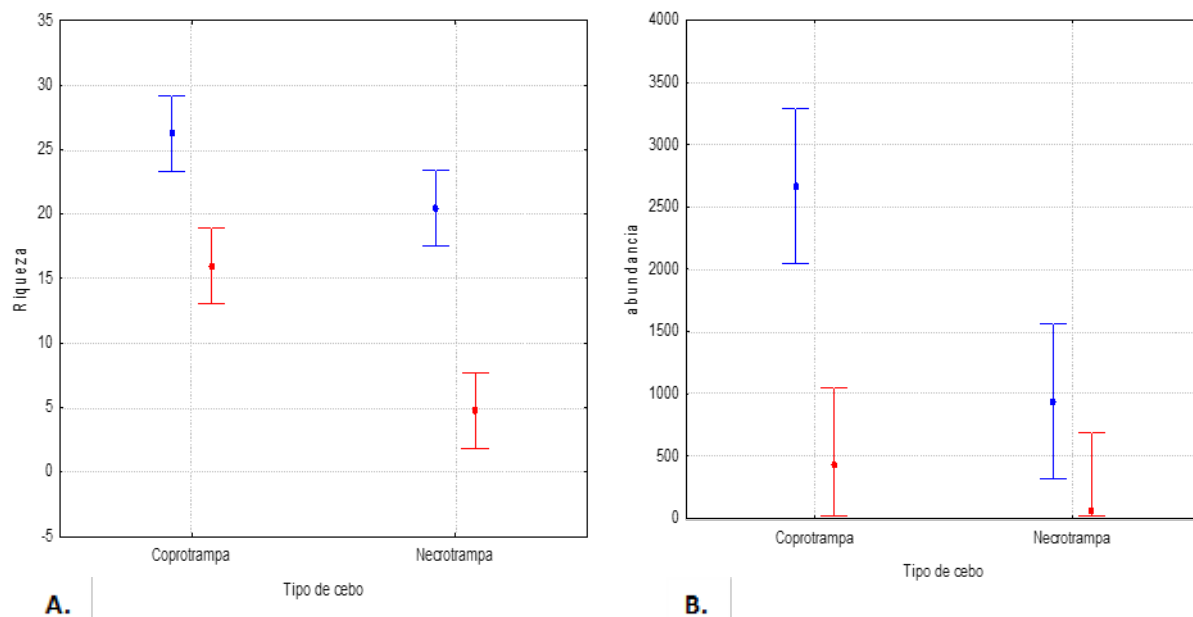 35
30
25
20
15
10
5
0
-5
Riqueza
Coprotrampa
Necrotrampa
Tipo de cebo
A.
4000
3500
3000
2500
2000
1500
1000
500
0
abundancia
Coprotrampa
Necrotrampa
Tipo de cebo
B.